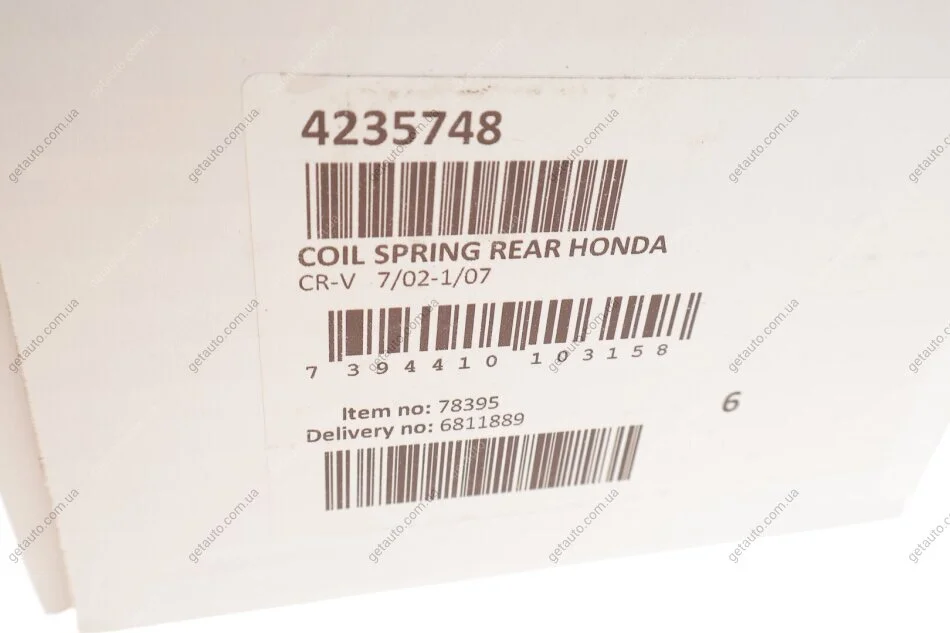 4235748
COIL SPRING REAR HONDA
CR-V 7/02-1/07
7 394410 103158
Item no: 78395
6
Delivery no: 6811889
getauto.com.ua